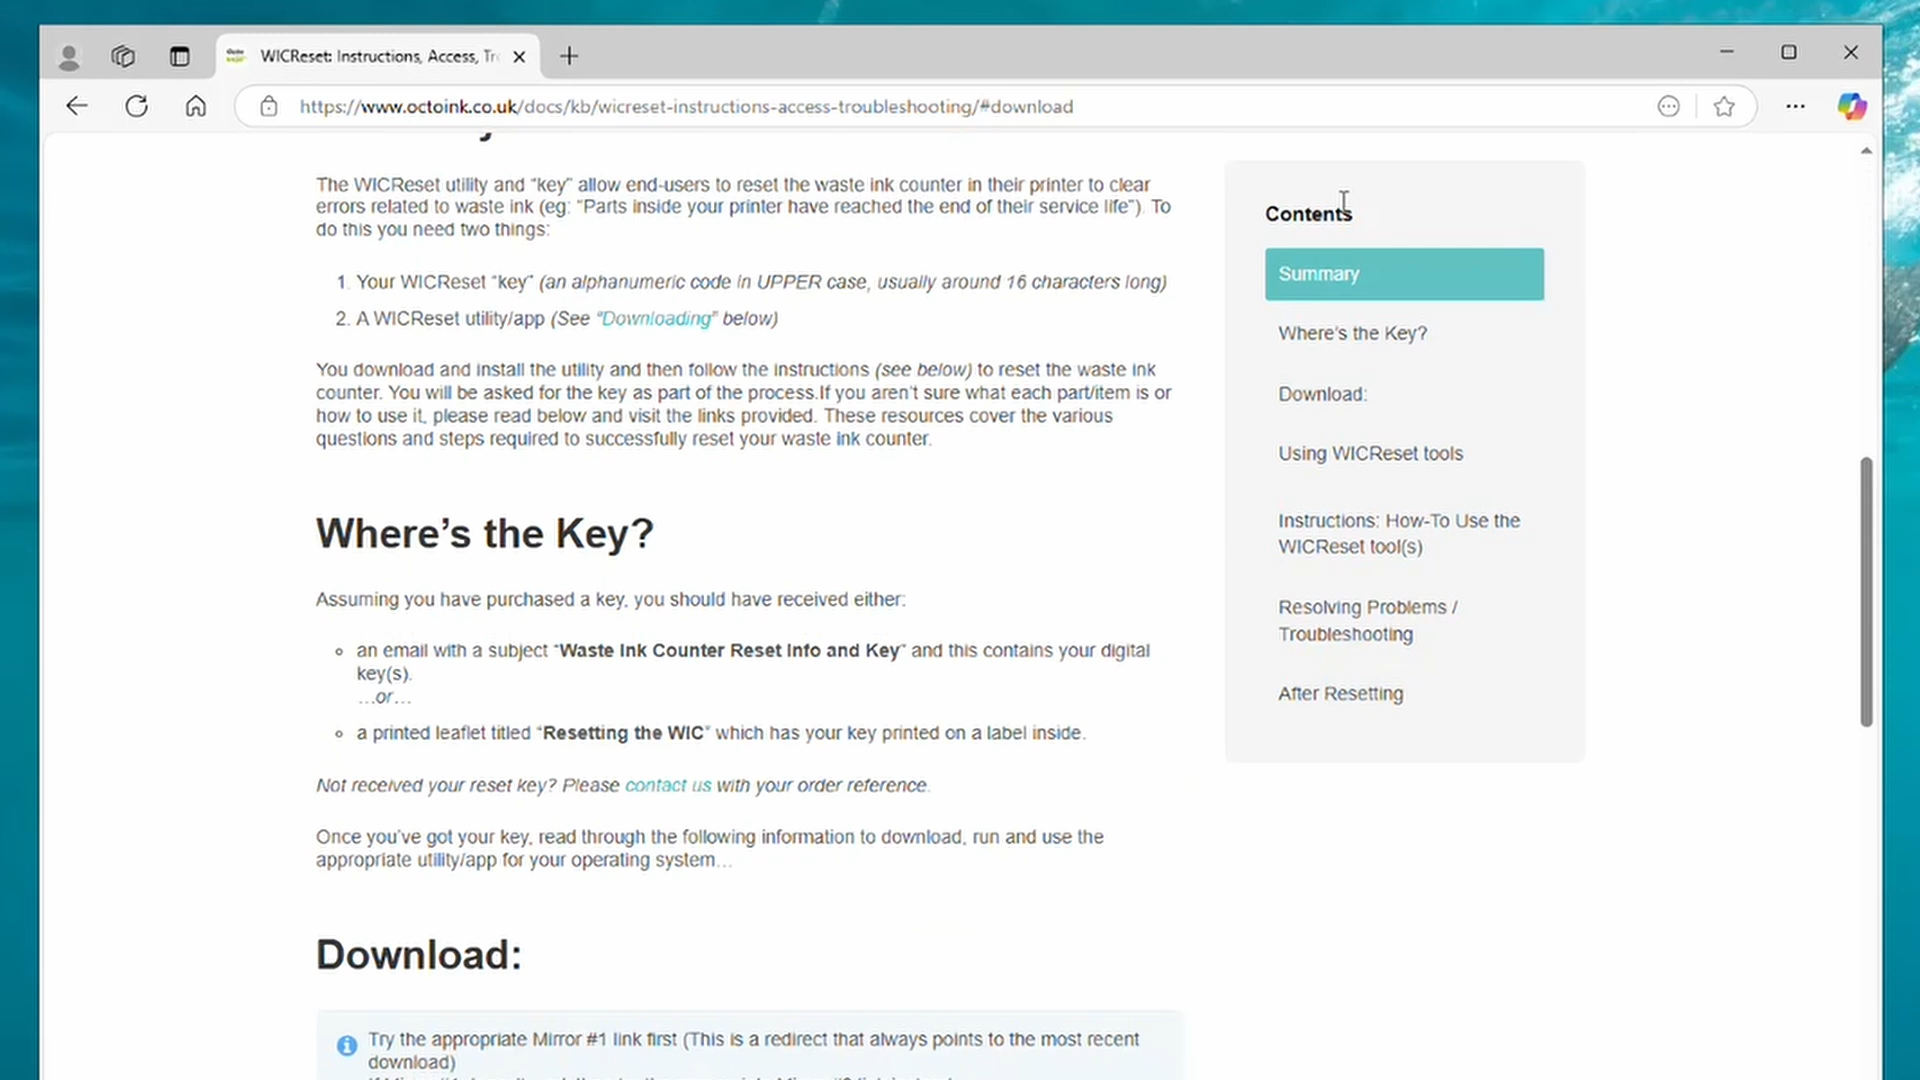 WICReset: Instructions, Access, Tr
https://www.octoink.co.uk/docs/kb/wicreset-instructions-access-troubleshooting/#download
The WICReset utility and “key” allow end-users to reset the waste ink counter in their printer to clear
errors related to waste ink (eg: “Parts inside your printer have reached the end of their service life”). To
do this you need two things:
1. Your WICReset “key” (an alphanumeric code in UPPER case, usually around 16 characters long)
2. A WICReset utility/app (See “Downloading” below)
You download and install the utility and then follow the instructions (see below) to reset the waste ink
counter. You will be asked for the key as part of the process.If you aren’t sure what each part/item is or
how to use it, please read below and visit the links provided. These resources cover the various
questions and steps required to successfully reset your waste ink counter.
Where’s the Key?
Assuming you have purchased a key, you should have received either:
an email with a subject “Waste Ink Counter Reset Info and Key” and this contains your digital
key(s).
…or…
a printed leaflet titled “Resetting the WIC” which has your key printed on a label inside.
Not received your reset key? Please contact us with your order reference.
Once you’ve got your key, read through the following information to download, run and use the
appropriate utility/app for your operating system…
Download:
Try the appropriate Mirror #1 link first (This is a redirect that always points to the most recent
download)
Contents
Summary
Where’s the Key?
Download:
Using WICReset tools
Instructions: How-To Use the
WICReset tool(s)
Resolving Problems /
Troubleshooting
After Resetting